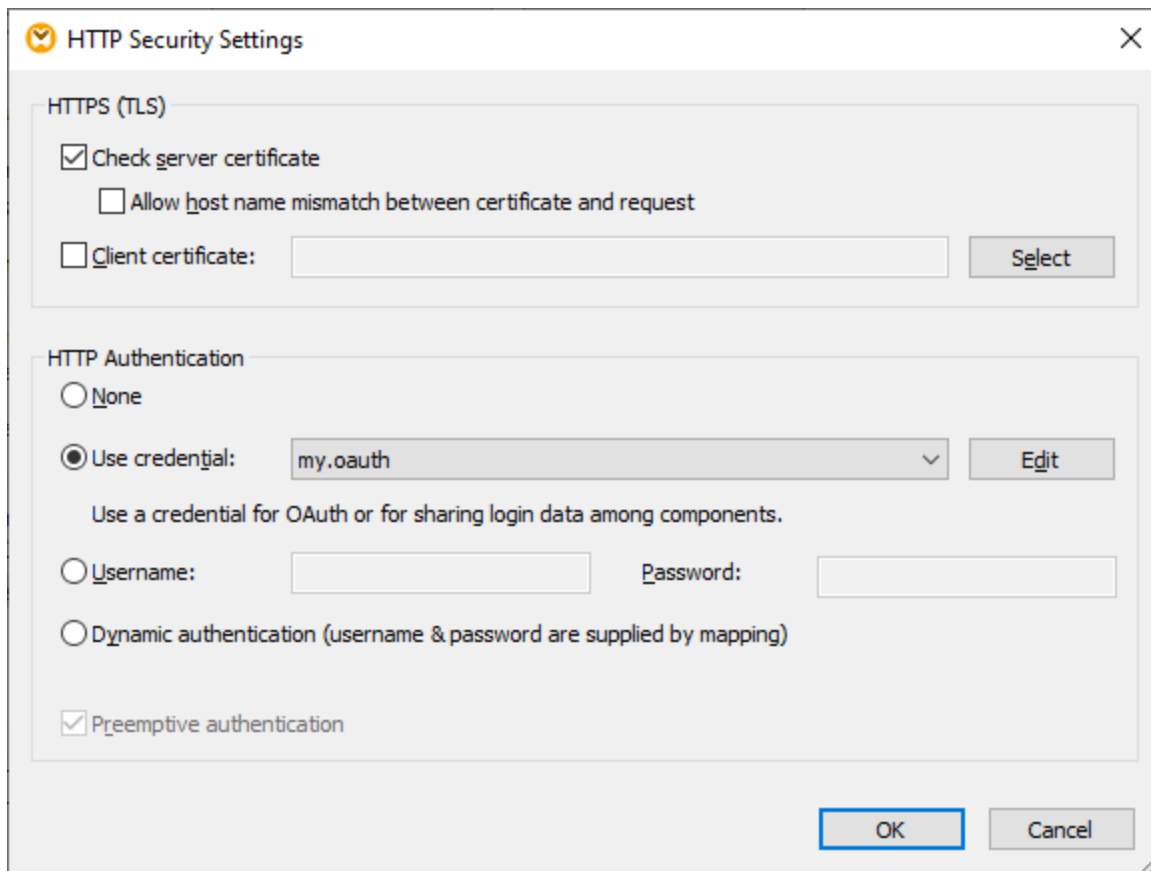 HTTP Security Settings
HTTPS (TLS)
Check server certificate
Allow host name mismatch between certificate and request
Client certificate: Select
HTTP Authentication
None
Use credential: my.oauth Edit
Use a credential for OAuth or for sharing login data among components.
Username: Password:
Dynamic authentication (username & password are supplied by mapping)
Preemptive authentication
OK Cancel